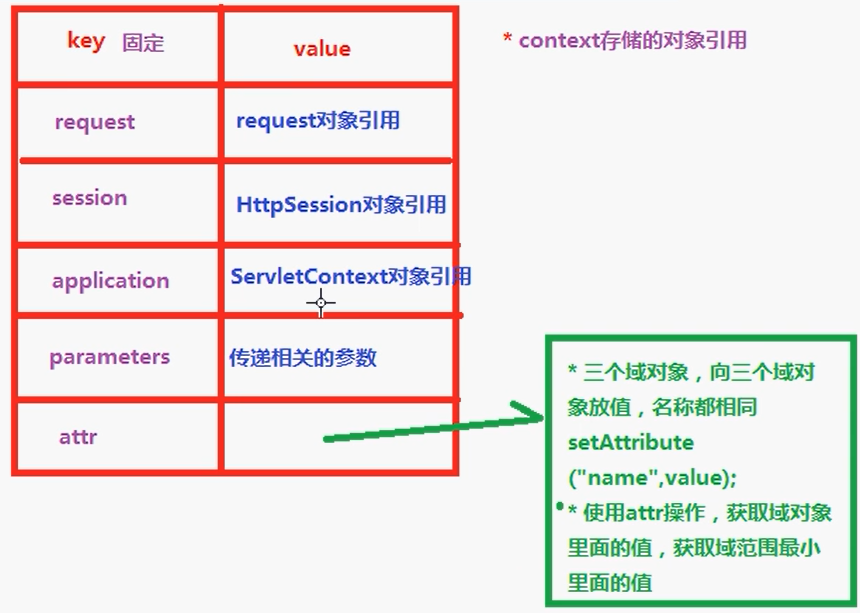 key 固定 value
* context存储的对象引用
request request对象引用
session HttpSession对象引用
application ServletContext对象引用
parameters 传递相关的参数
attr
* 三个域对象，向三个域对
象放值，名称都相同
setAttribute
("name",value);
* 使用attr操作，获取域对象
里面的值，获取域范围最小
里面的值